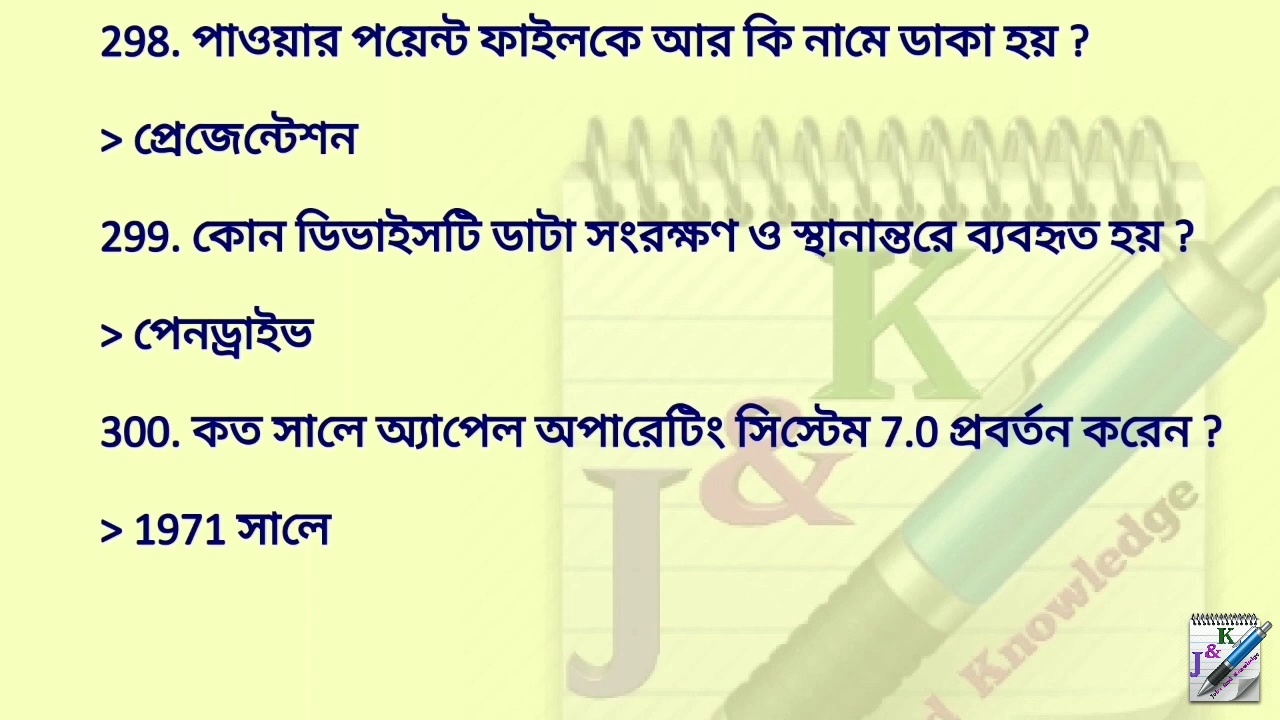 298. পাওয়ার পয়েন্ট ফাইলকে আর কি নামে ডাকা হয় ?
> প্রেজেন্টেশন
299. কোন ডিভাইসটি ডাটা সংরক্ষণ ও স্থানান্তরে ব্যবহৃত হয় ?
> পেনড্রাইভ
300. কত সালে অ্যাপেল অপারেটিং সিস্টেম 7.0 প্রবর্তন করেন ?
> 1971 সালে
J & K
Knowledge
J & K